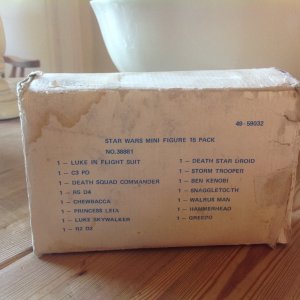 49-59032
STAR WARS MINI FIGURE 15 PACK
NO.38881
1 - LUKE IN FLIGHT SUIT
1 - C3 PO
1 - DEATH SQUAD COMMANDER
1 - R5 D4
1 - CHEWBACCA
1 - PRINCESS LEIA
1 - LUKE SKYWALKER
1 - R2 D2
1 - DEATH STAR DROID
1 - STORM TROOPER
1 - BEN KENOBI
1 - SNAGGLETOOTH
1 - WALRUS MAN
1 - HAMMERHEAD
1 - GREEDO